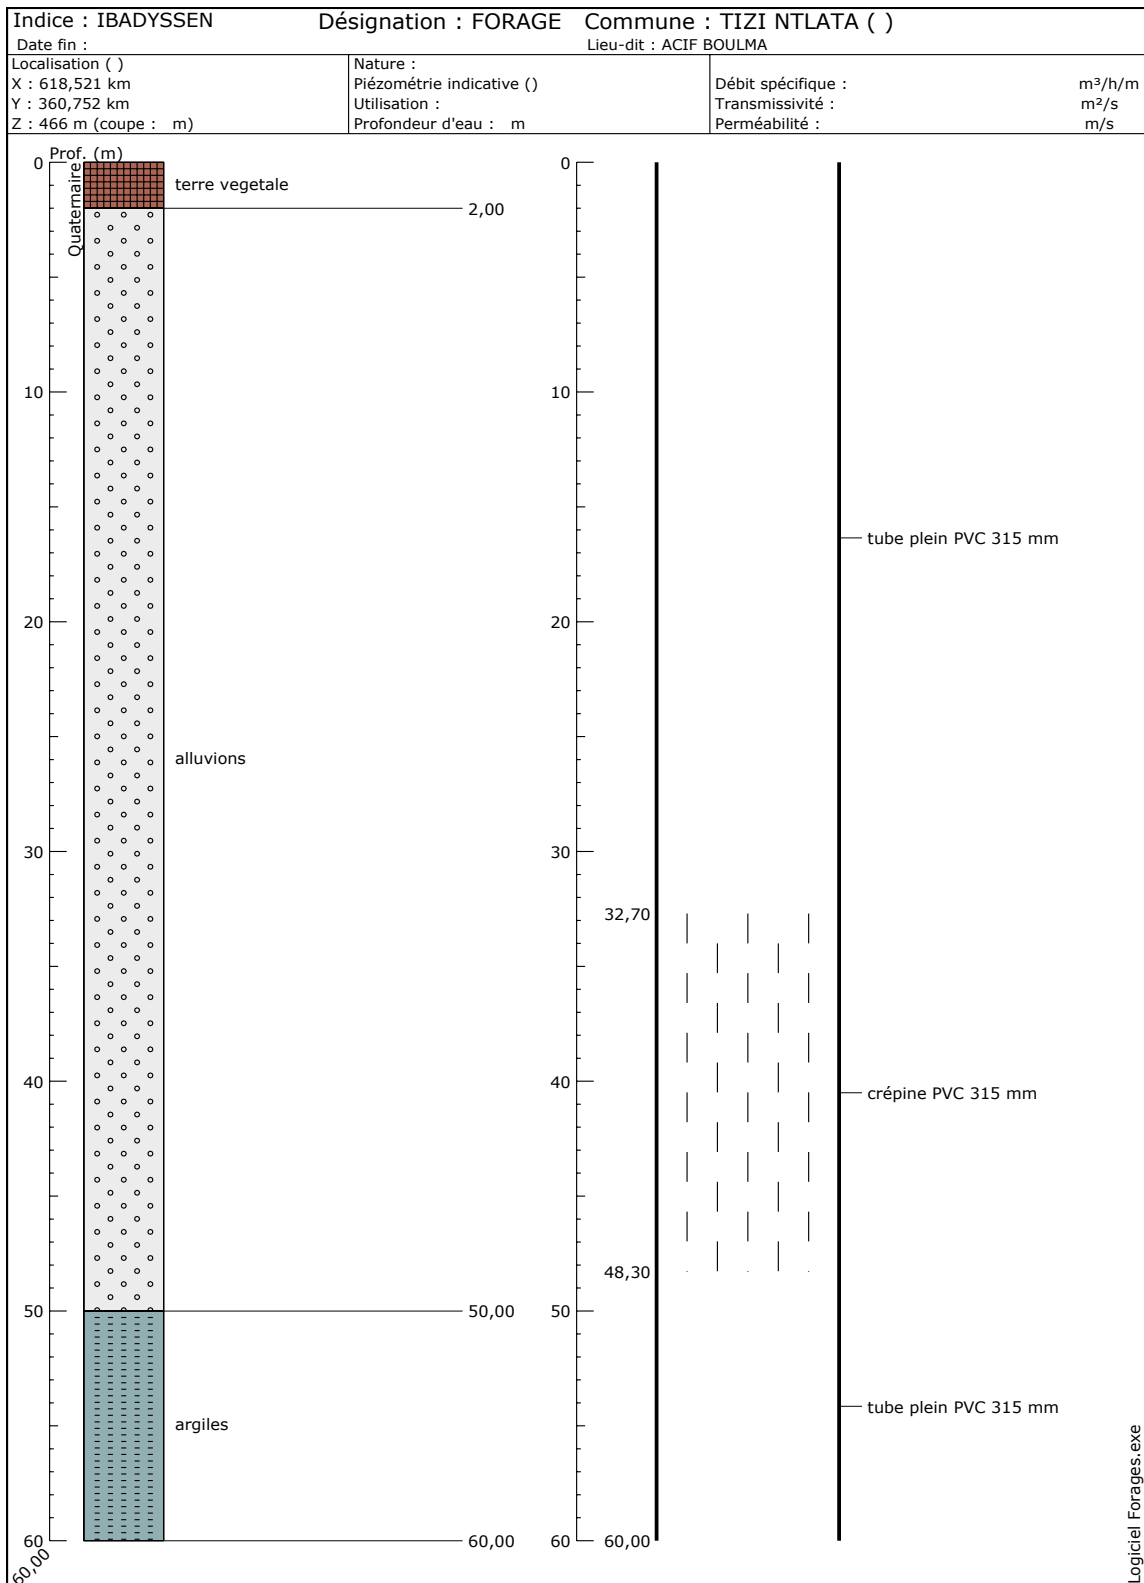 Indice : IBADYSSEN Désignation : FORAGE Commune : TIZI NTLATA ( )
Date fin : Lieu-dit : ACIF BOULMA
Localisation ( )
X : 618,521 km
Y : 360,752 km
Z : 466 m (coupe : m)
Nature :
Piézométrie indicative ()
Utilisation :
Profondeur d'eau : m
Débit spécifique : m³/h/m
Transmissivité : m²/s
Perméabilité : m/s
Prof. (m)
0
10
20
30
40
50
60
60,00
Quaternaire
terre vegetale
2,00
alluvions
50,00
argiles
60,00
0
10
20
30
40
50
60
32,70
48,30
60,00
tube plein PVC 315 mm
crépine PVC 315 mm
tube plein PVC 315 mm
Logiciel Forages.exe